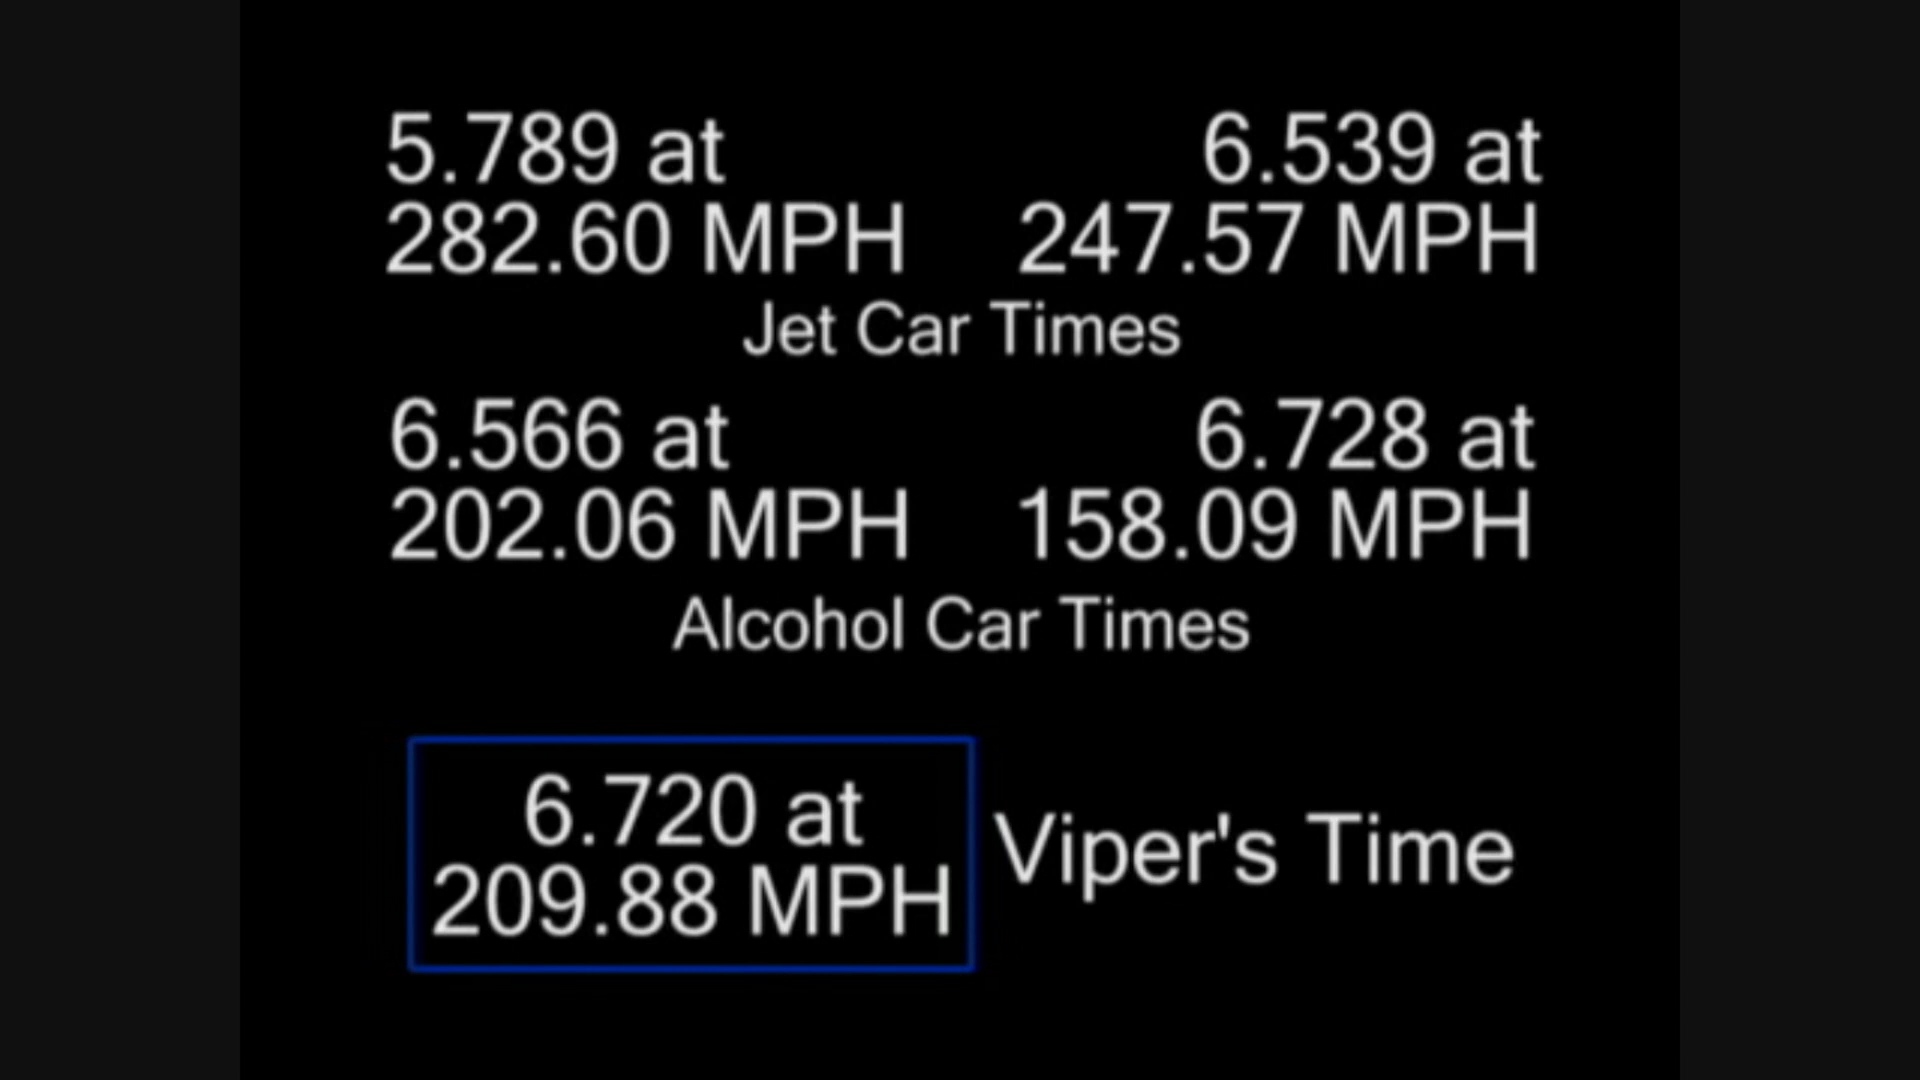 5.789 at
282.60 MPH
6.539 at
247.57 MPH
Jet Car Times
6.566 at
202.06 MPH
6.728 at
158.09 MPH
Alcohol Car Times
6.720 at
209.88 MPH
Viper's Time